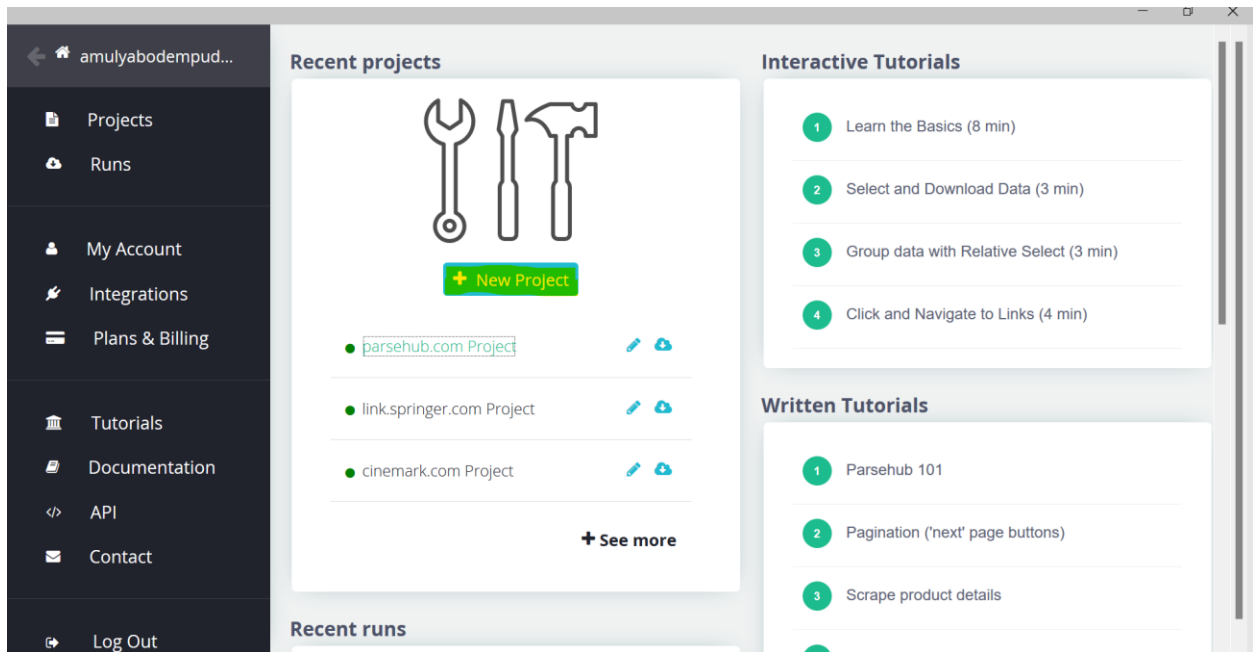 amulyabodempud...
Projects
Runs
My Account
Integrations
Plans & Billing
Tutorials
Documentation
</> API
Contact
Log Out
Recent projects
+ New Project
parsehub.com Project
link.springer.com Project
cinemark.com Project
+ See more
Recent runs
Interactive Tutorials
1 Learn the Basics (8 min)
2 Select and Download Data (3 min)
3 Group data with Relative Select (3 min)
4 Click and Navigate to Links (4 min)
Written Tutorials
1 Parsehub 101
2 Pagination ('next' page buttons)
3 Scrape product details